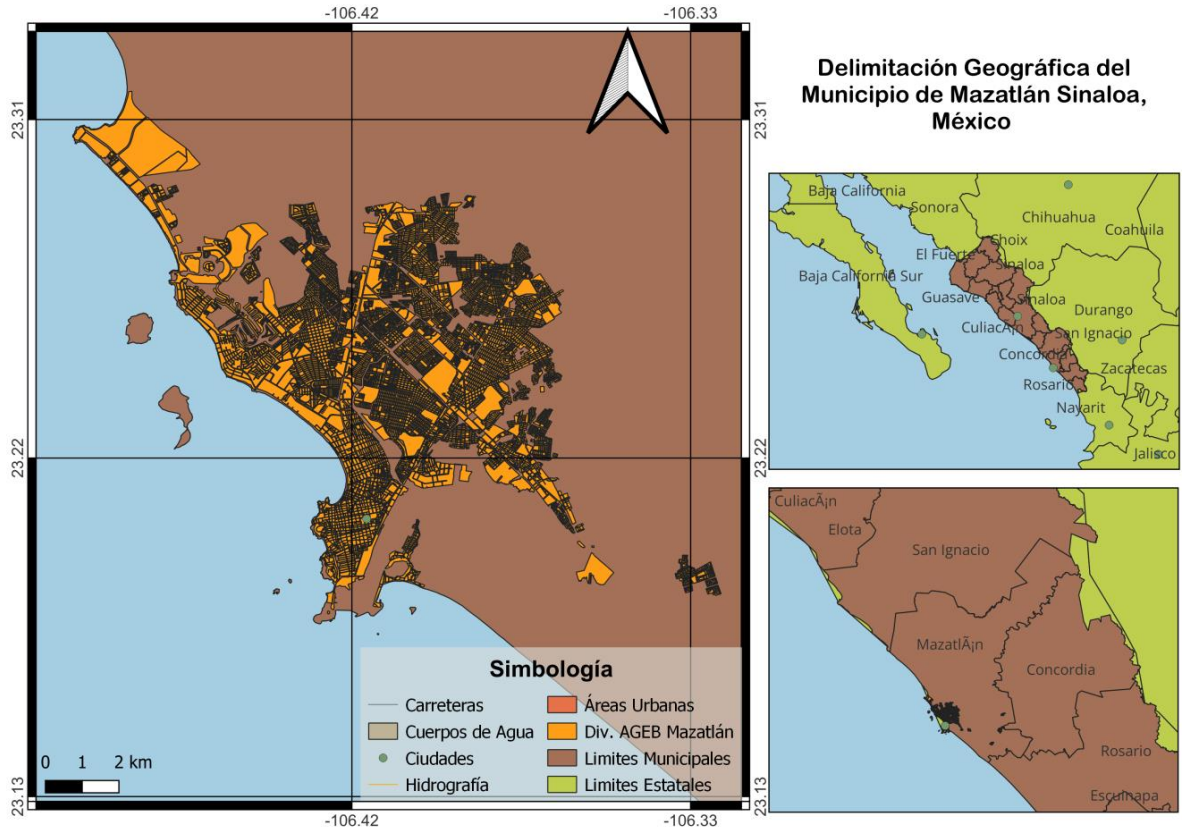 -106.42
-106.33
23.31
23.31
23.22
23.22
23.13
23.13
-106.42
-106.33
Simbología
Carreteras
Cuerpos de Agua
Ciudades
Hidrografía
Áreas Urbanas
Div. AGEB Mazatlán
Limites Municipales
Limites Estatales
0 1 2 km
Delimitación Geográfica del
Municipio de Mazatlán Sinaloa,
México
Baja California
Sonora
Chihuahua
Coahuila
Choix
El Fuerte
Sinaloa
Baja California Sur
Guasave
Sinaloa
Durango
CuliacÃ¡n
San Ignacio
Concordia
Zacatecas
Rosario
Nayarit
Jalisco
CuliacÃ¡n
Elota
San Ignacio
MazatlÃ¡n
Concordia
Rosario
Escuinapa